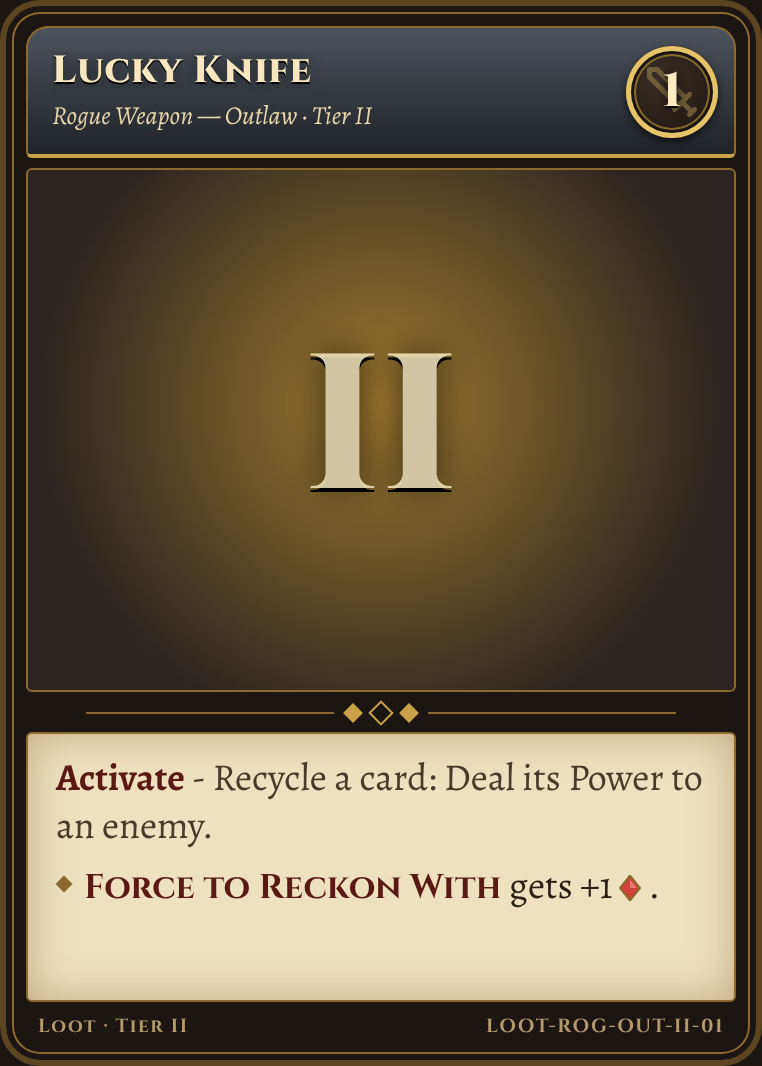 Lucky Knife
Rogue Weapon — Outlaw · Tier II
1
II
Activate - Recycle a card: Deal its Power to
an enemy.
Force to Reckon With gets +1 .
Loot · Tier II
LOOT-ROG-OUT-II-01